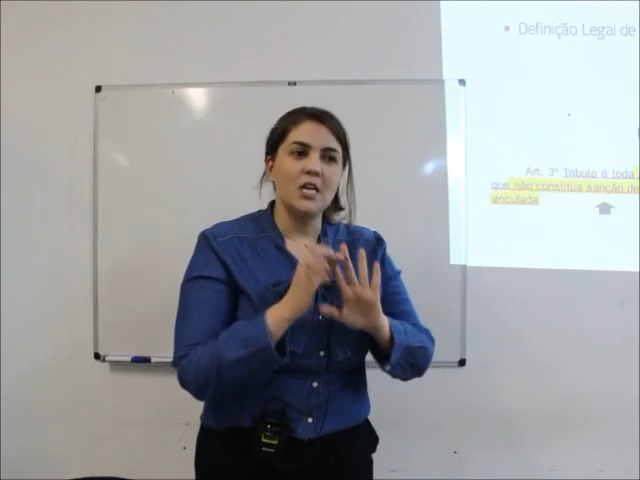 Definição Legal de
Art. 3º Tributo é toda
que não constitua sanção de
vinculada